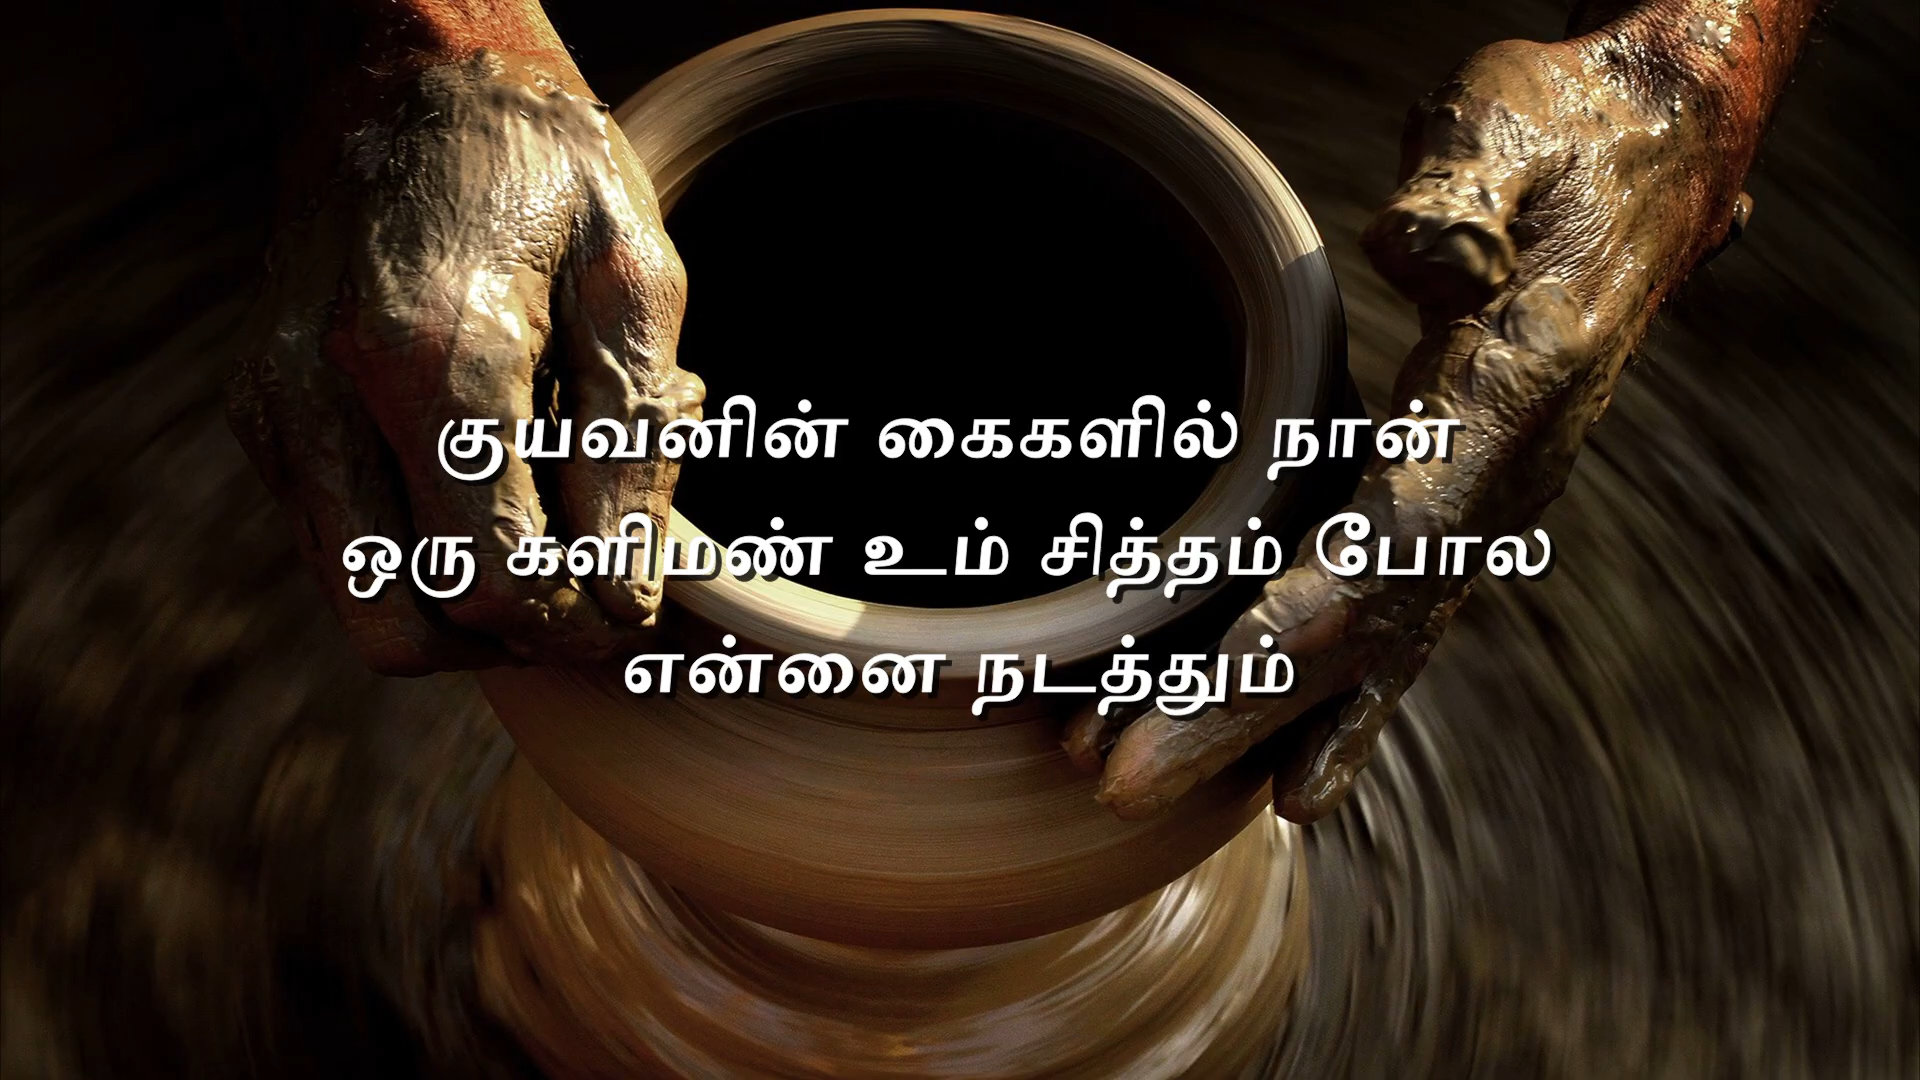 குயவனின் கைகளில் நான்
ஒரு களிமண் உம் சித்தம் போல
என்னை நடத்தும்